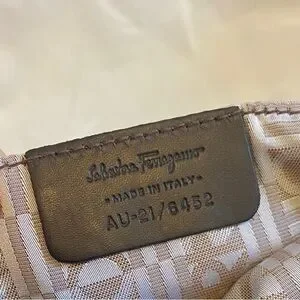 Salvatore Ferragamo
• MADE IN ITALY •
AU-21/6452